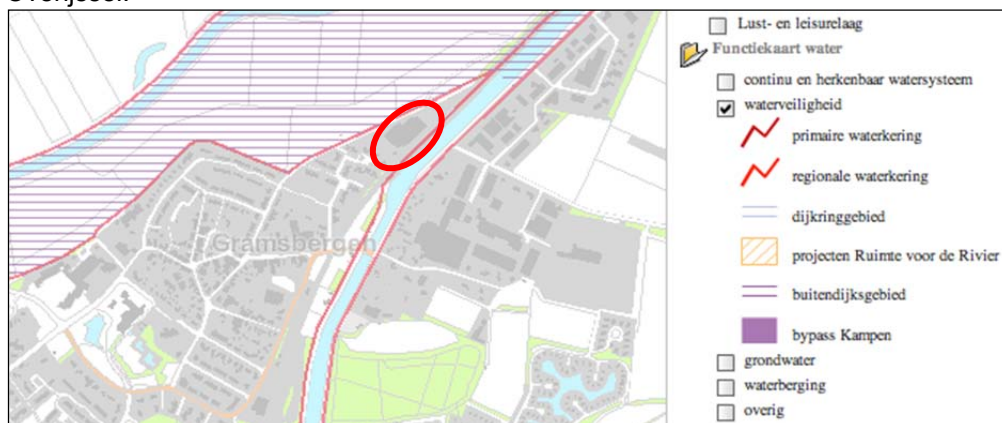 Gramsbergen
Lust- en leisurelaag
Functiekaart water
continu en herkenbaar watersysteem
waterveiligheid
primaire waterkering
regionale waterkering
dijkringgebied
projecten Ruimte voor de Rivier
buitendijksgebied
bypass Kampen
grondwater
waterberging
overig